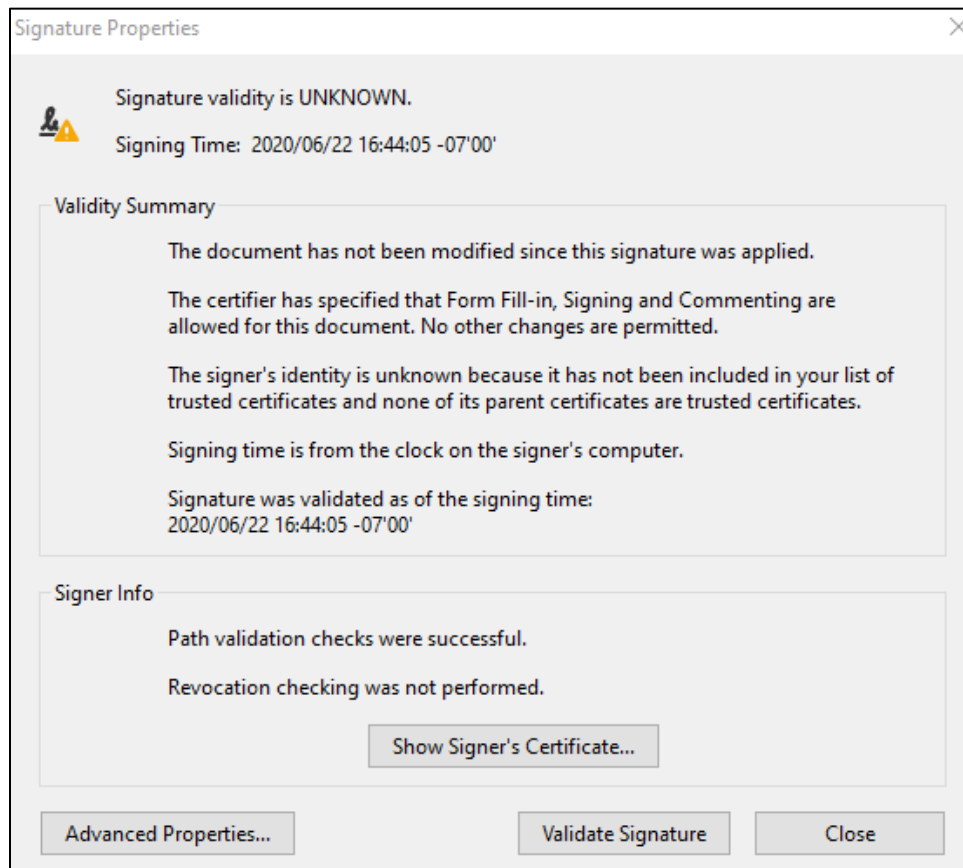 Signature Properties
Signature validity is UNKNOWN.
Signing Time: 2020/06/22 16:44:05 -07'00'
Validity Summary
The document has not been modified since this signature was applied.
The certifier has specified that Form Fill-in, Signing and Commenting are
allowed for this document. No other changes are permitted.
The signer's identity is unknown because it has not been included in your list of
trusted certificates and none of its parent certificates are trusted certificates.
Signing time is from the clock on the signer's computer.
Signature was validated as of the signing time:
2020/06/22 16:44:05 -07'00'
Signer Info
Path validation checks were successful.
Revocation checking was not performed.
Show Signer's Certificate...
Advanced Properties...
Validate Signature
Close